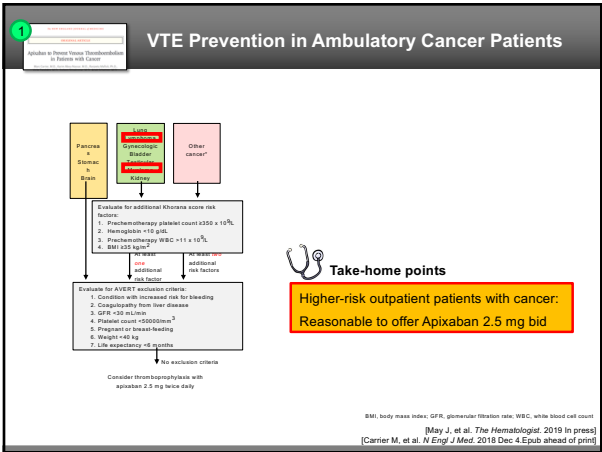 1
Apixaban to Prevent Venous Thromboembolism
in Patients with Cancer
VTE Prevention in Ambulatory Cancer Patients
Pancrea
s
Stomac
h
Brain
Lung
Lymphoma
Gynecologic
Bladder
Testicular
Kidney
Other
cancer*
Evaluate for additional Khorana score risk
factors:
1. Prechemotherapy platelet count ≥350 x 10⁹/L
2. Hemoglobin <10 g/dL
3. Prechemotherapy WBC >11 x 10⁹/L
4. BMI ≥35 kg/m²
At least
one
additional
risk factor
At least two
additional
risk factors
Evaluate for AVERT exclusion criteria:
1. Condition with increased risk for bleeding
2. Coagulopathy from liver disease
3. GFR <30 mL/min
4. Platelet count <50000/mm³
5. Pregnant or breast-feeding
6. Weight <40 kg
7. Life expectancy <6 months
No exclusion criteria
Consider thromboprophylaxis with
apixaban 2.5 mg twice daily
Take-home points
Higher-risk outpatient patients with cancer:
Reasonable to offer Apixaban 2.5 mg bid
BMI, body mass index; GFR, glomerular filtration rate; WBC, white blood cell count
[May J, et al. The Hematologist. 2019 In press]
[Carrier M, et al. N Engl J Med. 2018 Dec 4.Epub ahead of print]